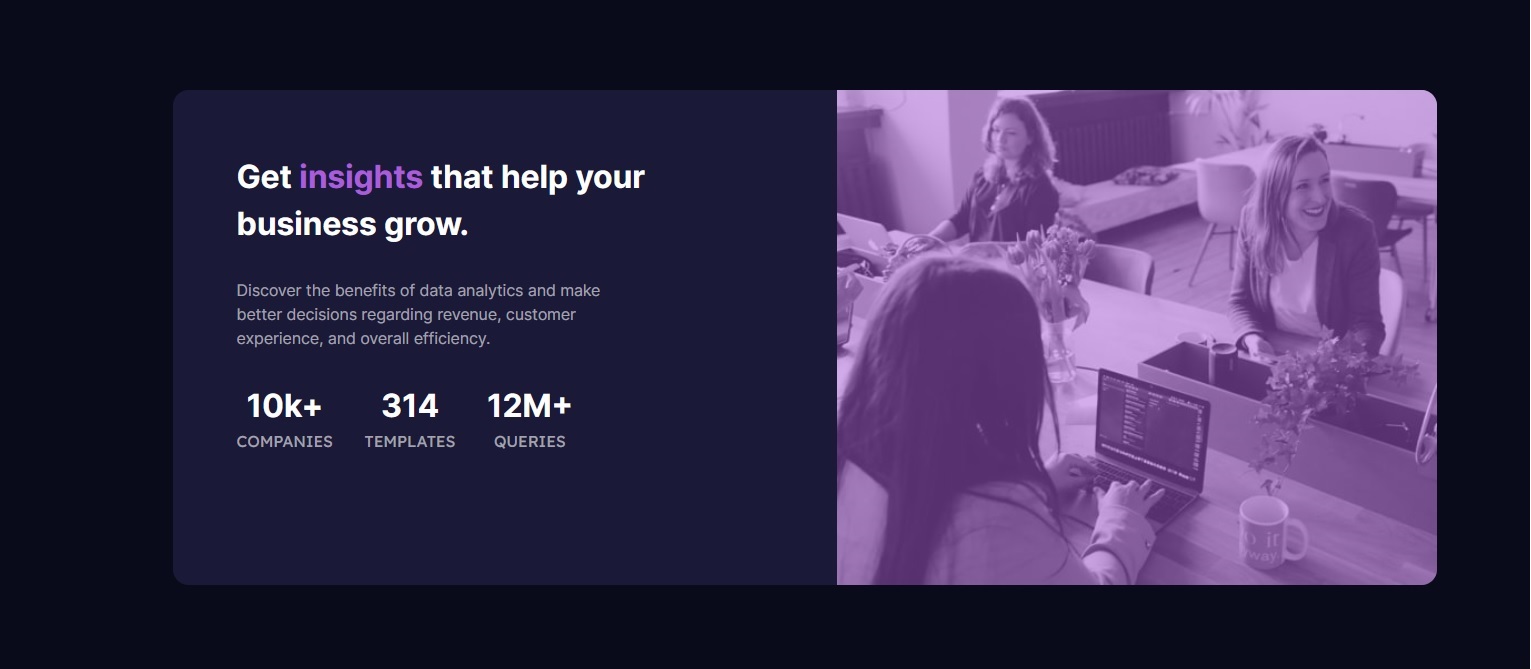 Get insights that help your
business grow.
Discover the benefits of data analytics and make
better decisions regarding revenue, customer
experience, and overall efficiency.
10k+ 314 12M+
COMPANIES TEMPLATES QUERIES